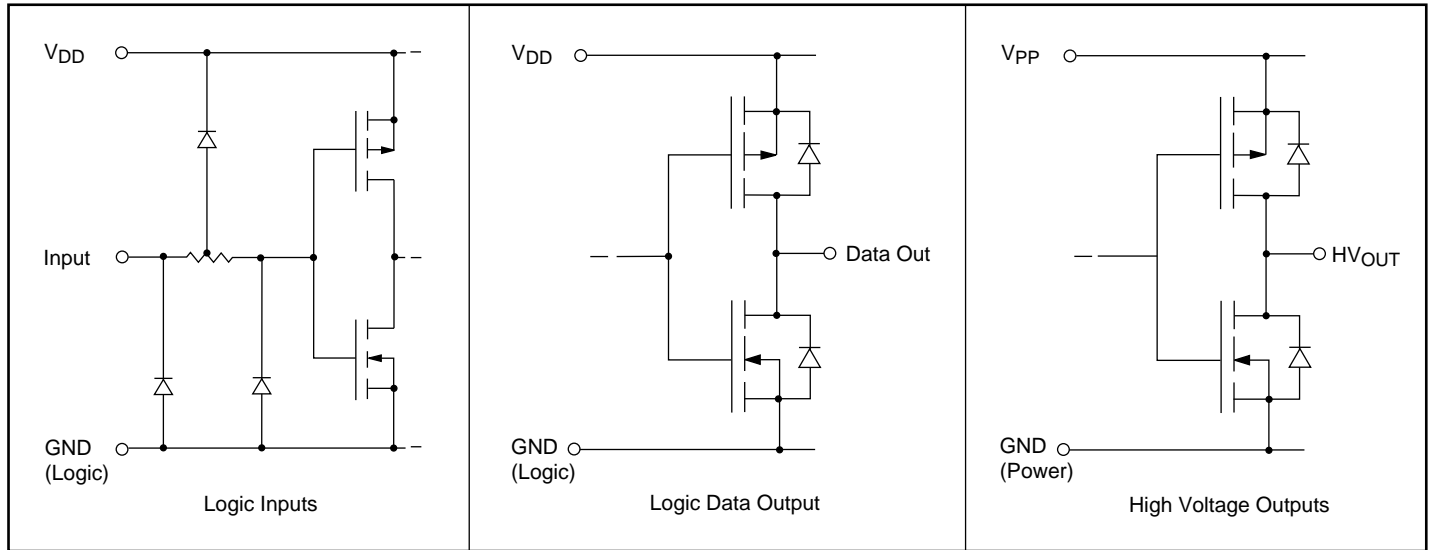 VDD
Input
GND
(Logic)
Logic Inputs
VDD
Data Out
GND
(Logic)
Logic Data Output
VPP
HVOUT
GND
(Power)
High Voltage Outputs